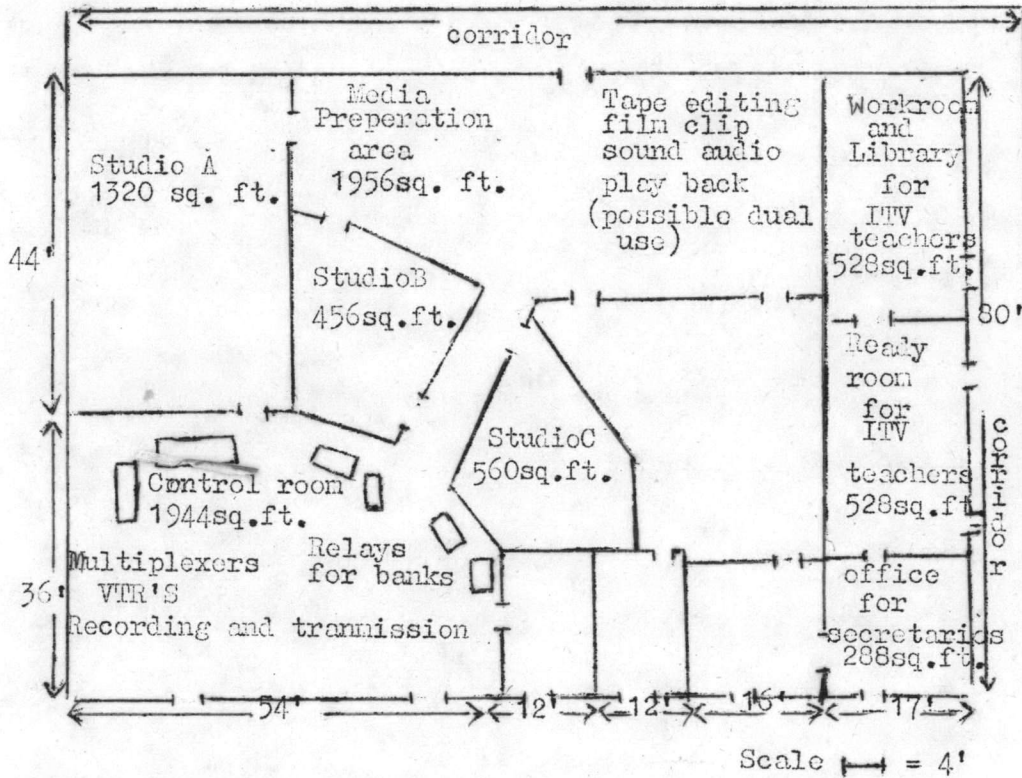 corridor
Media
Preperation
area
1956sq. ft.
Tape editing
film clip
sound audio
play back
(possible dual
use)
Workroom
and
Library
for
ITV
teachers
528sq.ft.
Studio A
1320 sq. ft.
44'
StudioB
456sq.ft.
80'
Ready
room
for
ITV
teachers
528sq.ft.
corridor
StudioC
560sq.ft.
Control room
1944sq.ft.
Multiplexers
VTR'S
Recording and tranmission
Relays
for banks
36'
office
for
secretaries
288sq.ft.
54'
12'
12'
16'
17'
Scale = 4'